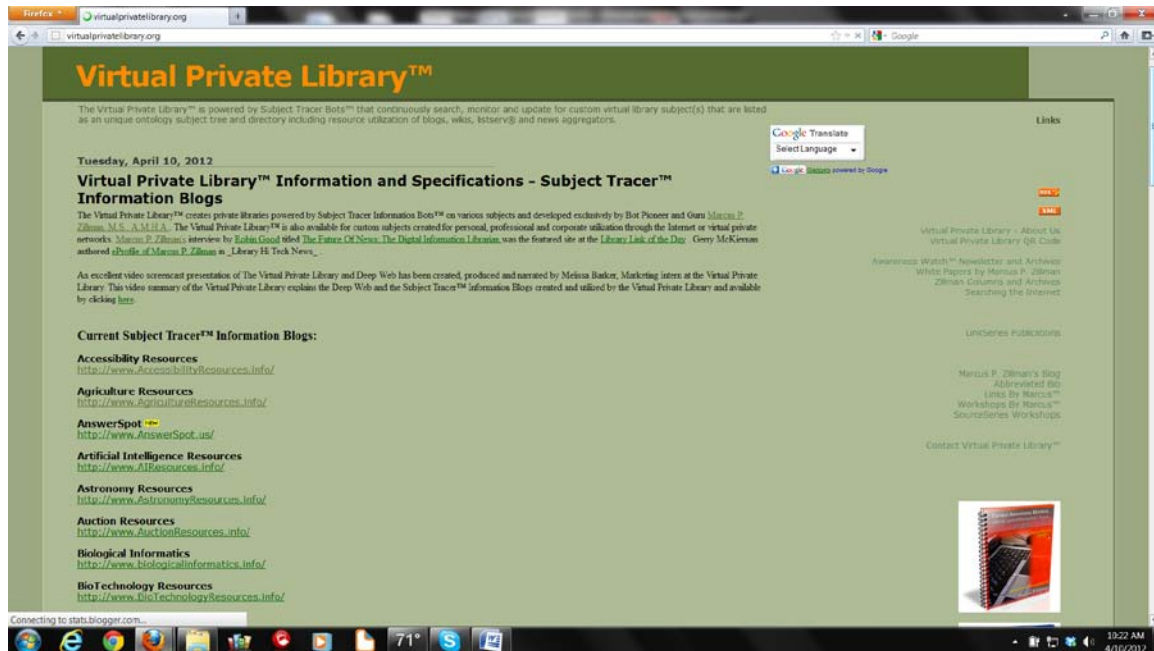 Firefox
virtualprivatelibrary.org
virtualprivatelibrary.org
Google
Virtual Private Library™
The Virtual Private Library™ is powered by Subject Tracer Bots™ that continuously search, monitor and update for custom virtual library subject(s) that are listed
as an unique ontology subject tree and directory including resource utilization of blogs, wikis, listserv® and news aggregators.
Links
Google Translate
Select Language
powered by Google
Tuesday, April 10, 2012
Virtual Private Library™ Information and Specifications - Subject Tracer™
Information Blogs
The Virtual Private Library™ creates private libraries powered by Subject Tracer Information Bots™ on various subjects and developed exclusively by Bot Pioneer and Guru Marcus P.
Zillman, M.S., A.M.H.A. The Virtual Private Library™ is also available for custom subjects created for personal, professional and corporate utilization through the Internet or virtual private
networks. Marcus P. Zillman's interview by Robin Good titled The Future Of News: The Digital Information Librarian was the featured site at the Library Link of the Day. Gerry McKiernan
authored eProfile of Marcus P. Zillman in _Library Hi Tech News_ .
An excellent video screencast presentation of The Virtual Private Library and Deep Web has been created, produced and narrated by Melissa Barker, Marketing intern at the Virtual Private
Library. This video summary of the Virtual Private Library explains the Deep Web and the Subject Tracer™ Information Blogs created and utilized by the Virtual Private Library and available
by clicking here.
Current Subject Tracer™ Information Blogs:
Accessibility Resources
http://www.AccessibilityResources.info/
Agriculture Resources
http://www.AgricultureResources.info/
AnswerSpot
http://www.AnswerSpot.us/
Artificial Intelligence Resources
http://www.AIResources.info/
Astronomy Resources
http://www.AstronomyResources.info/
Auction Resources
http://www.AuctionResources.info/
Biological Informatics
http://www.biologicalinformatics.info/
BioTechnology Resources
http://www.BioTechnologyResources.info/
XML
Virtual Private Library - About Us
Virtual Private Library QR Code
Awareness Watch™ Newsletter and Archives
White Papers by Marcus P. Zillman
Zillman Columns and Archives
Searching the Internet
LinkSeries Publications
Marcus P. Zillman's Blog
Abbreviated Bio
Links By Marcus™
Workshops By Marcus™
SourceSeries Workshops
Contact Virtual Private Library™
Connecting to stats.blogger.com...
71°
10:22 AM
4/10/2012